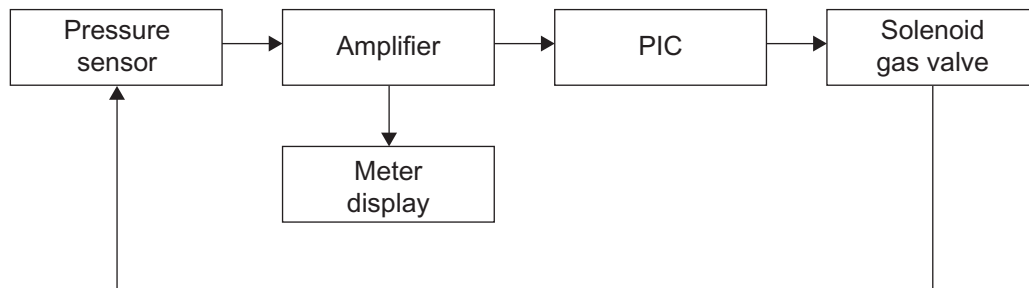 Pressure
sensor
Amplifier
PIC
Solenoid
gas valve
Meter
display